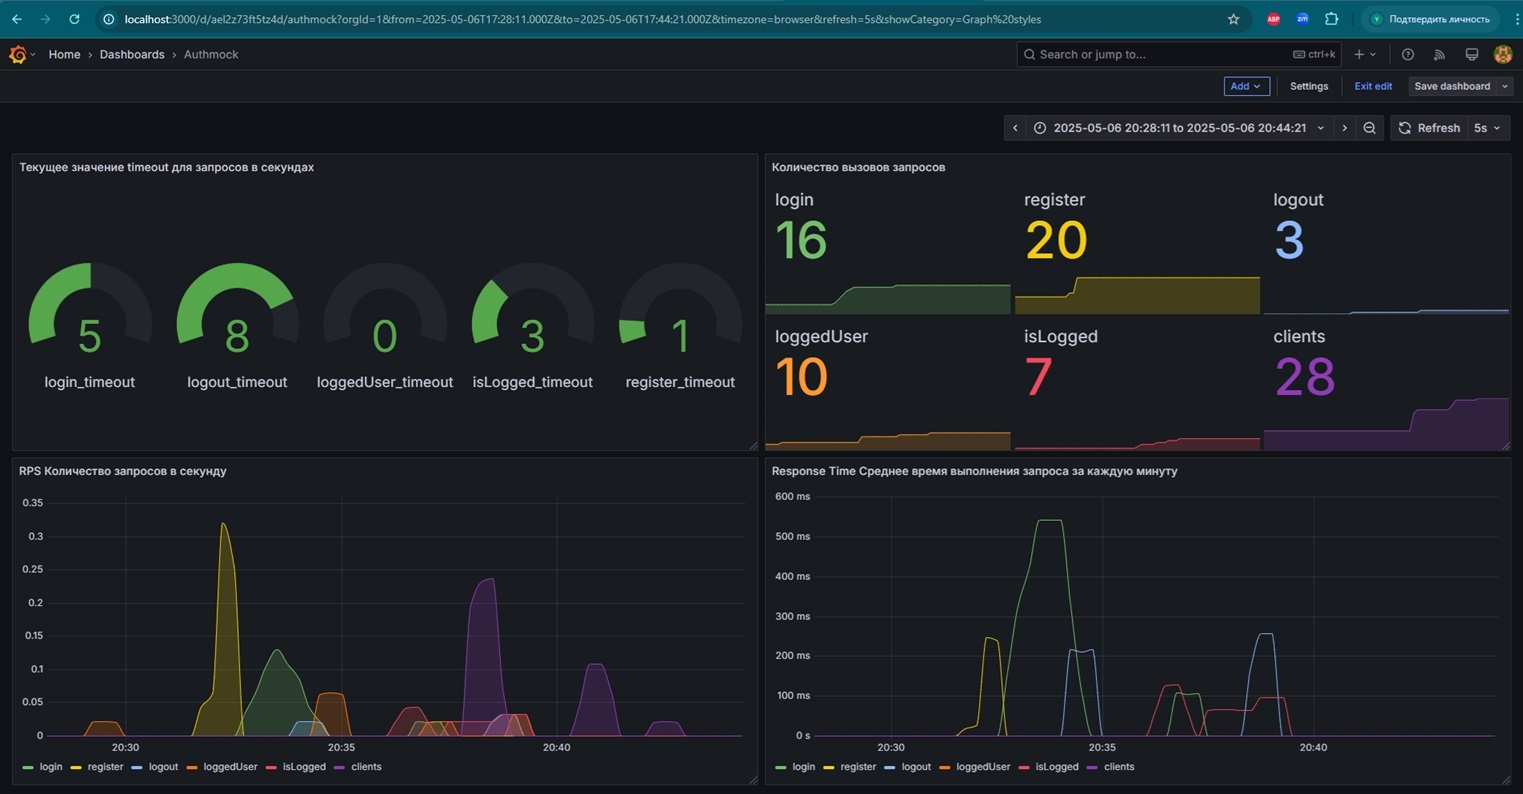 localhost:3000/d/ael2z73ft5tz4d/authmock?orgId=1&from=2025-05-06T17:28:11.000Z&to=2025-05-06T17:44:21.000Z&timezone=browser&refresh=5s&showCategory=Graph%20styles
ABP
zm
Y
Подтвердить личность
Home › Dashboards › Authmock
Search or jump to...
ctrl+k
Add
Settings
Exit edit
Save dashboard
2025-05-06 20:28:11 to 2025-05-06 20:44:21
Refresh
5s
Текущее значение timeout для запросов в секундах
5
8
0
3
1
login_timeout
logout_timeout
loggedUser_timeout
isLogged_timeout
register_timeout
Количество вызовов запросов
login
16
register
20
logout
3
loggedUser
10
isLogged
7
clients
28
RPS Количество запросов в секунду
0.35
0.3
0.25
0.2
0.15
0.1
0.05
0
20:30
20:35
20:40
login
register
logout
loggedUser
isLogged
clients
Response Time Среднее время выполнения запроса за каждую минуту
600 ms
500 ms
400 ms
300 ms
200 ms
100 ms
0 s
20:30
20:35
20:40
login
register
logout
loggedUser
isLogged
clients